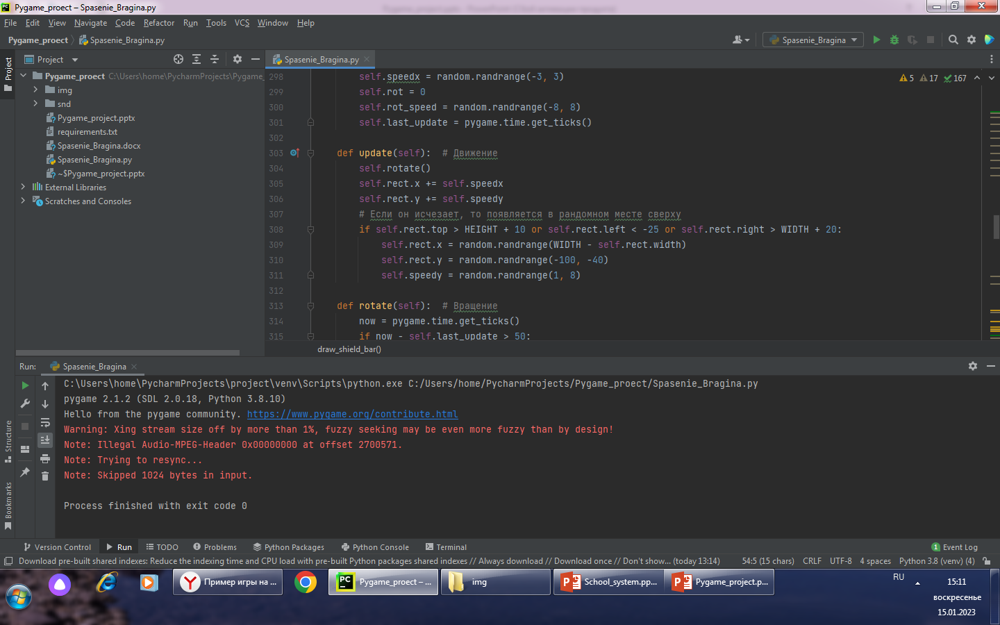 Pygame_proect – Spasenie_Bragina.py
File Edit View Navigate Code Refactor Run Tools VCS Window Help
Pygame_proect Spasenie_Bragina.py
Spasenie_Bragina
Project
Project
Spasenie_Bragina.py
Pygame_proect C:\Users\home\PycharmProjects\Pygame_
img
snd
Pygame_project.pptx
requirements.txt
Spasenie_Bragina.docx
Spasenie_Bragina.py
~$Pygame_project.pptx
External Libraries
Scratches and Consoles
5 17 167
298 self.speedx = random.randrange(-3, 3)
299 self.rot = 0
300 self.rot_speed = random.randrange(-8, 8)
301 self.last_update = pygame.time.get_ticks()
302
303 def update(self):  # Движение
304 self.rotate()
305 self.rect.x += self.speedx
306 self.rect.y += self.speedy
307 # Если он исчезает, то появляется в рандомном месте сверху
308 if self.rect.top > HEIGHT + 10 or self.rect.left < -25 or self.rect.right > WIDTH + 20:
309 self.rect.x = random.randrange(WIDTH - self.rect.width)
310 self.rect.y = random.randrange(-100, -40)
311 self.speedy = random.randrange(1, 8)
312
313 def rotate(self):  # Вращение
314 now = pygame.time.get_ticks()
315 if now - self.last_update > 50:
draw_shield_bar()
Run: Spasenie_Bragina
C:\Users\home\PycharmProjects\project\venv\Scripts\python.exe C:/Users/home/PycharmProjects/Pygame_proect/Spasenie_Bragina.py
pygame 2.1.2 (SDL 2.0.18, Python 3.8.10)
Hello from the pygame community. https://www.pygame.org/contribute.html
Warning: Xing stream size off by more than 1%, fuzzy seeking may be even more fuzzy than by design!
Note: Illegal Audio-MPEG-Header 0x00000000 at offset 2700571.
Note: Trying to resync...
Note: Skipped 1024 bytes in input.
Process finished with exit code 0
Structure
Bookmarks
Version Control Run TODO Problems Python Packages Python Console Terminal 1 Event Log
Download pre-built shared indexes: Reduce the indexing time and CPU load with pre-built Python packages shared indexes // Always download // Download once // Don't show... (today 13:14) 54:5 (15 chars) CRLF UTF-8 4 spaces Python 3.8 (venv) (4)
Пример игры на ... Pygame_proect – ... img School_system.pp... Pygame_project.p... RU
15:11
воскресенье
15.01.2023